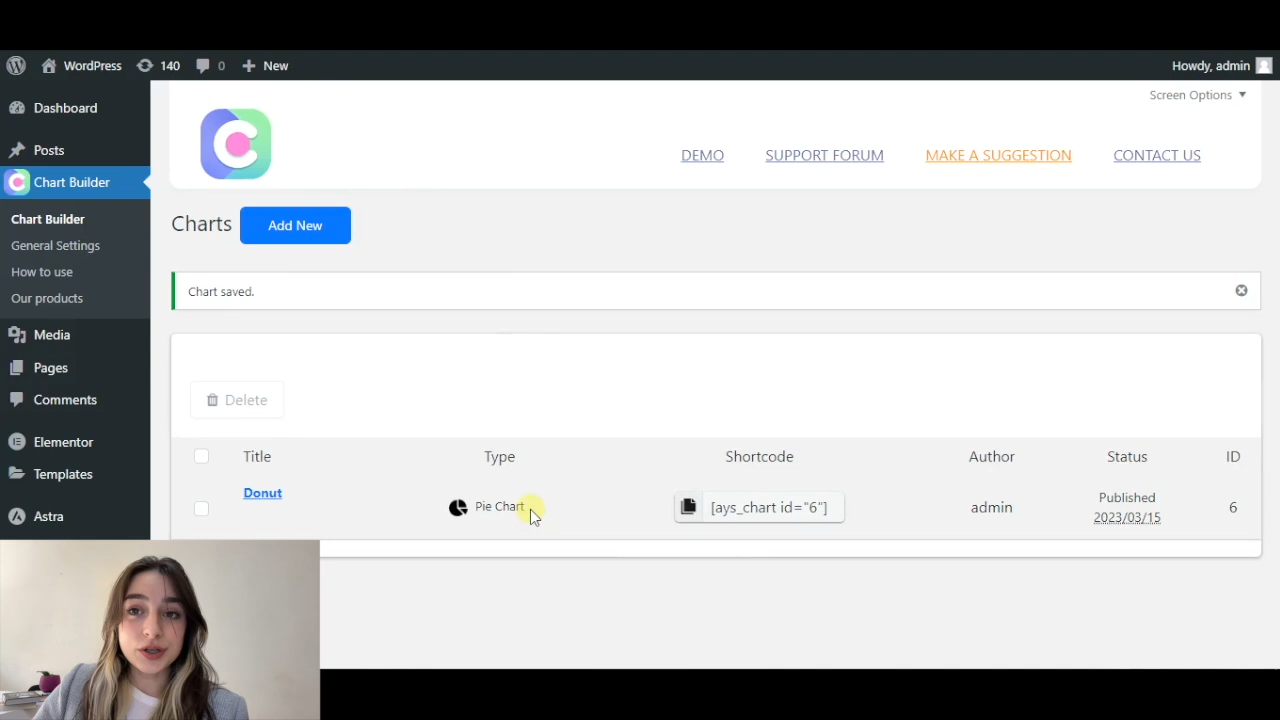 WordPress 140 0 New Howdy, admin
Screen Options
Dashboard
Posts
Chart Builder
Chart Builder
General Settings
How to use
Our products
Media
Pages
Comments
Elementor
Templates
Astra
DEMO SUPPORT FORUM MAKE A SUGGESTION CONTACT US
Charts Add New
Chart saved.
Delete
Title Type Shortcode Author Status ID
Donut Pie Chart [ays_chart id="6"] admin Published 6
2023/03/15